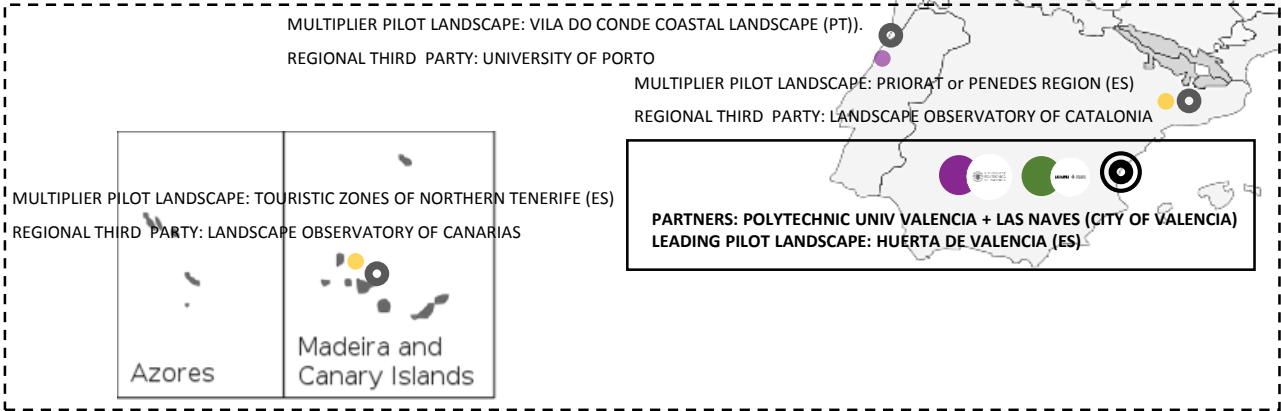 MULTIPLIER PILOT LANDSCAPE: VILA DO CONDE COASTAL LANDSCAPE (PT)).
REGIONAL THIRD PARTY: UNIVERSITY OF PORTO
MULTIPLIER PILOT LANDSCAPE: PRIORAT or PENEDES REGION (ES)
REGIONAL THIRD PARTY: LANDSCAPE OBSERVATORY OF CATALONIA
MULTIPLIER PILOT LANDSCAPE: TOURISTIC ZONES OF NORTHERN TENERIFE (ES)
REGIONAL THIRD PARTY: LANDSCAPE OBSERVATORY OF CANARIAS
PARTNERS: POLYTECHNIC UNIV VALENCIA + LAS NAVES (CITY OF VALENCIA)
LEADING PILOT LANDSCAPE: HUERTA DE VALENCIA (ES)
Azores
Madeira and
Canary Islands